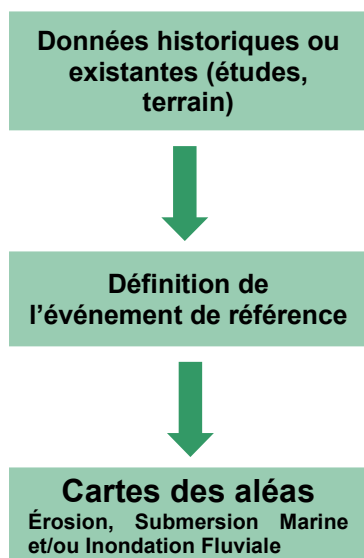 Données historiques ou
existantes (études,
terrain)
Définition de
l'événement de référence
Cartes des aléas
Érosion, Submersion Marine
et/ou Inondation Fluviale